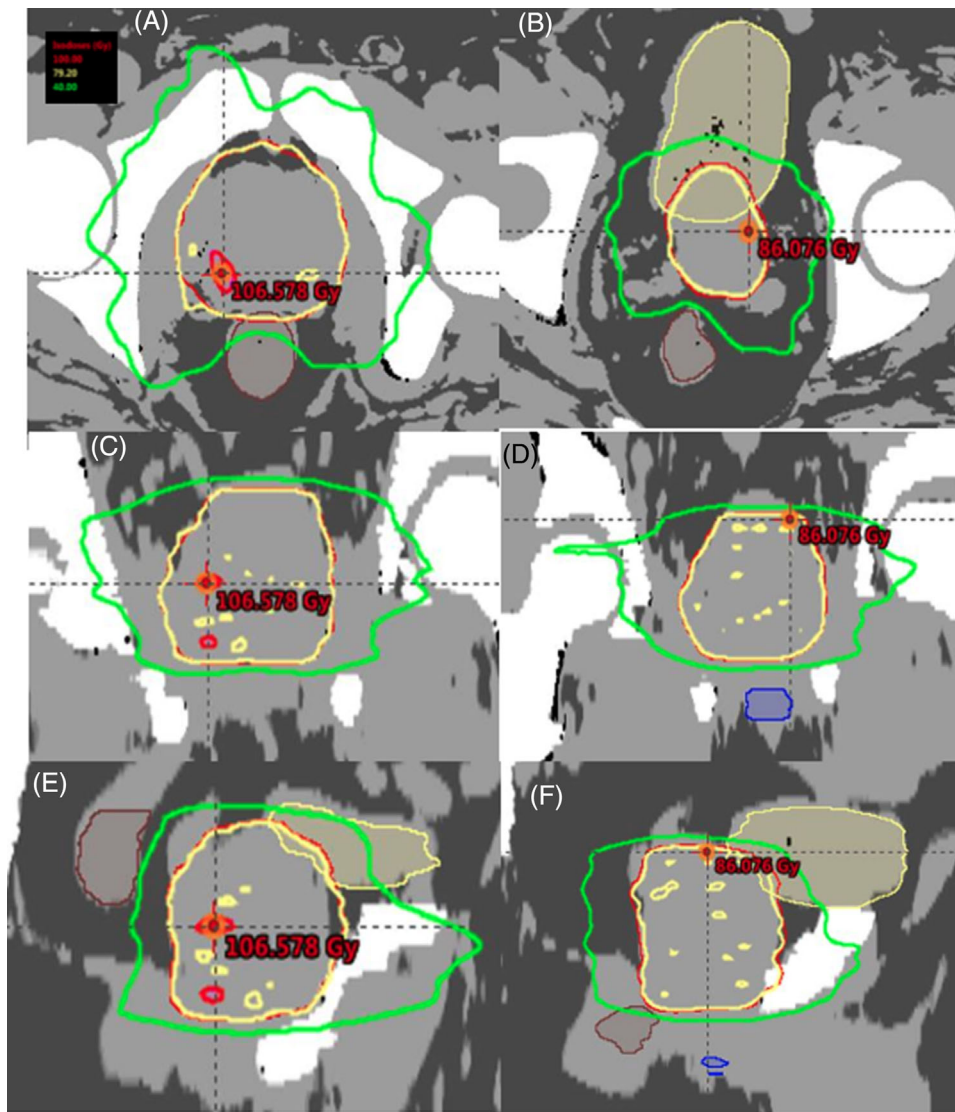 (A)
Isodoses (Gy)
100.00
79.20
40.00
106.578 Gy
(B)
86.076 Gy
(C)
106.578 Gy
(D)
86.076 Gy
(E)
106.578 Gy
(F)
86.076 Gy